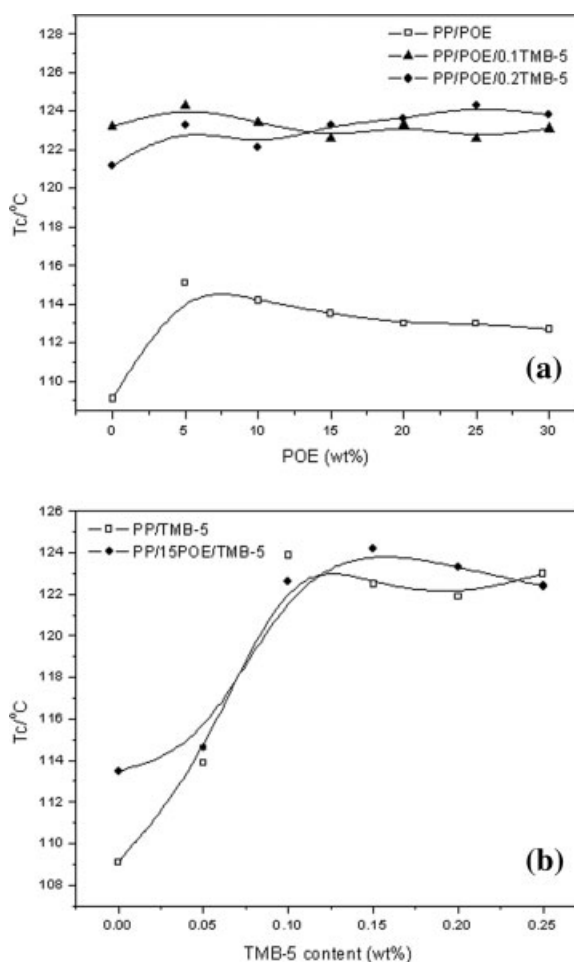 128
126
124
122
120
118
116
114
112
110
Tc/°C
PP/POE
PP/POE/0.1TMB-5
PP/POE/0.2TMB-5
(a)
0 5 10 15 20 25 30
POE (wt%)
126
124
122
120
118
116
114
112
110
108
Tc/°C
PP/TMB-5
PP/15POE/TMB-5
(b)
0.00 0.05 0.10 0.15 0.20 0.25
TMB-5 content (wt%)